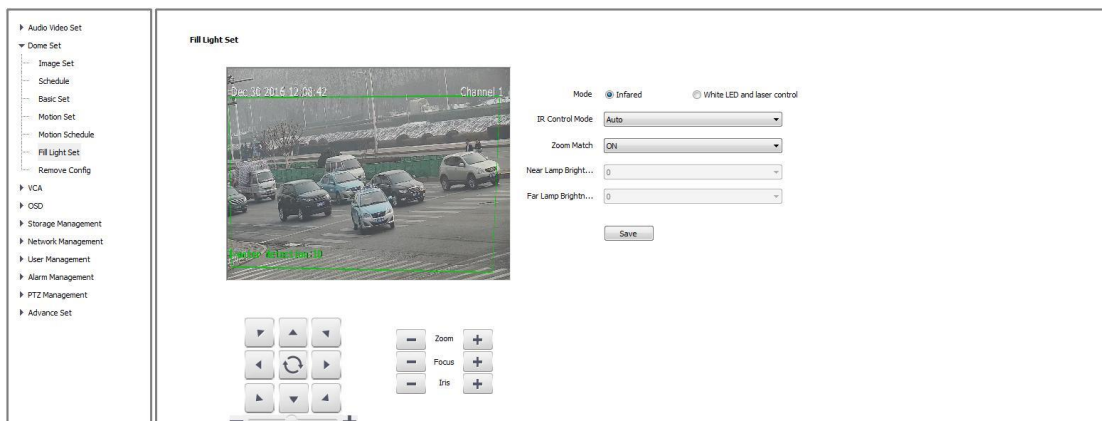 Audio Video Set
Dome Set
Image Set
Schedule
Basic Set
Motion Set
Motion Schedule
Fill Light Set
Remove Config
VCA
OSD
Storage Management
Network Management
User Management
Alarm Management
PTZ Management
Advance Set
Fill Light Set
Dec 30 2016 12:08:42 Channel 1
Mode Infared White LED and laser control
IR Control Mode Auto
Zoom Match ON
Near Lamp Bright... 0
Far Lamp Brightn... 0
Save
Zoom
Focus
Iris